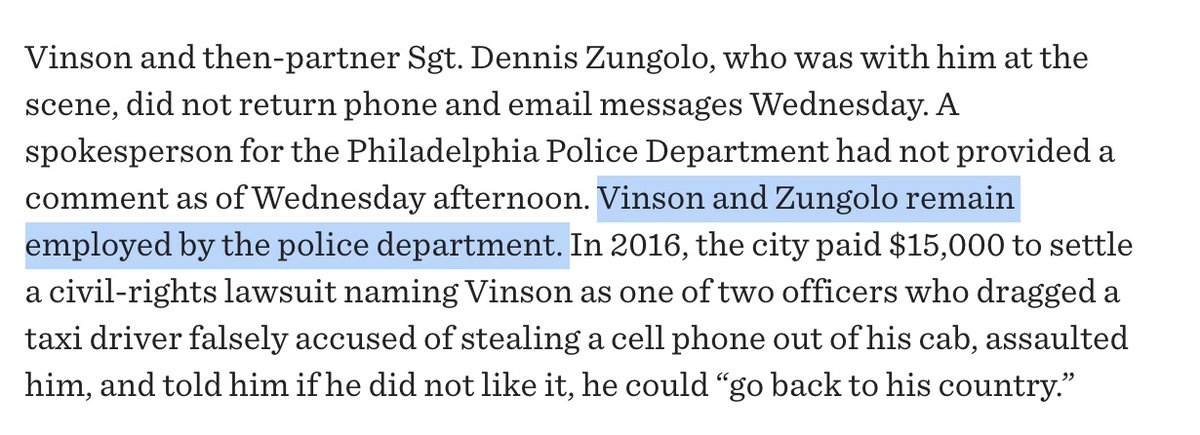 Vinson and then-partner Sgt. Dennis Zungolo, who was with him at the
scene, did not return phone and email messages Wednesday. A
spokesperson for the Philadelphia Police Department had not provided a
comment as of Wednesday afternoon. Vinson and Zungolo remain
employed by the police department. In 2016, the city paid $15,000 to settle
a civil-rights lawsuit naming Vinson as one of two officers who dragged a
taxi driver falsely accused of stealing a cell phone out of his cab, assaulted
him, and told him if he did not like it, he could “go back to his country.”